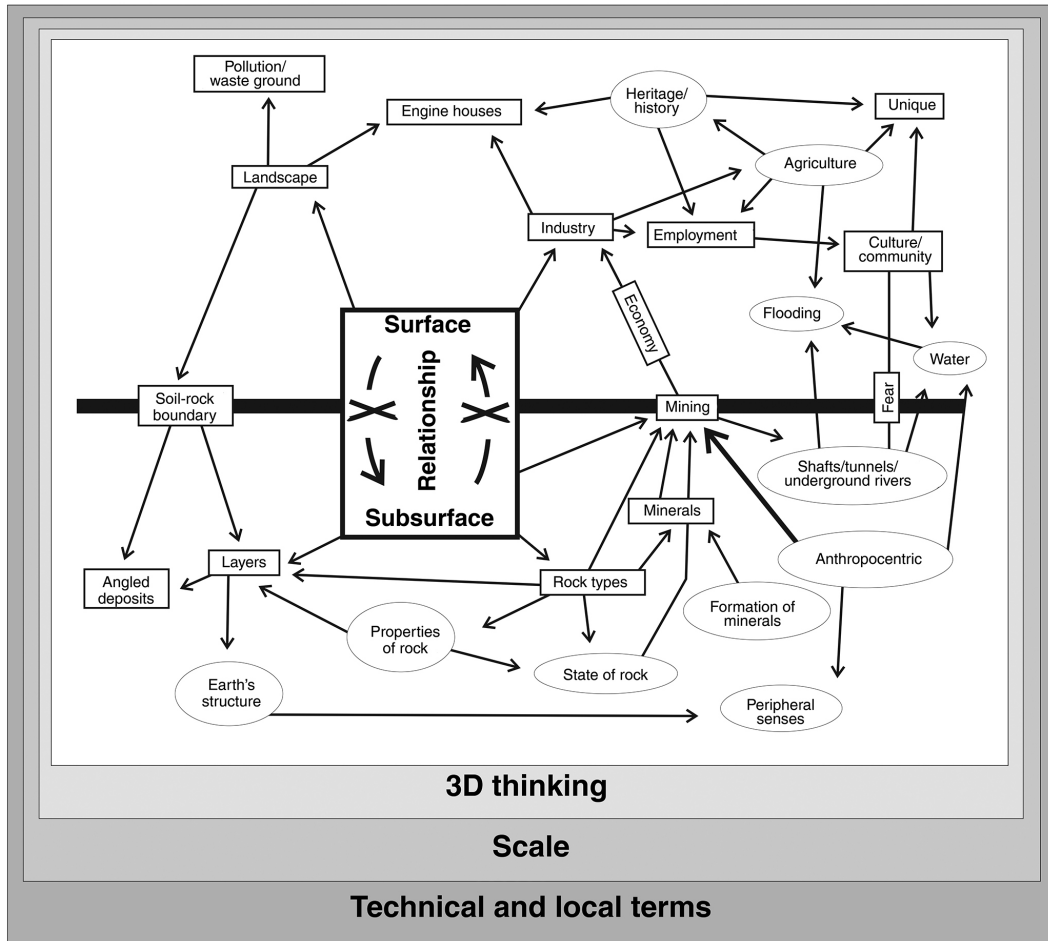 Pollution/
waste ground
Engine houses
Heritage/
history
Unique
Landscape
Agriculture
Industry
Employment
Culture/
community
Economy
Flooding
Water
Surface
Relationship
Subsurface
Soil-rock
boundary
Mining
Fear
Shafts/tunnels/
underground rivers
Minerals
Anthropocentric
Layers
Angled
deposits
Rock types
Formation of
minerals
Properties
of rock
State of rock
Earth's
structure
Peripheral
senses
3D thinking
Scale
Technical and local terms